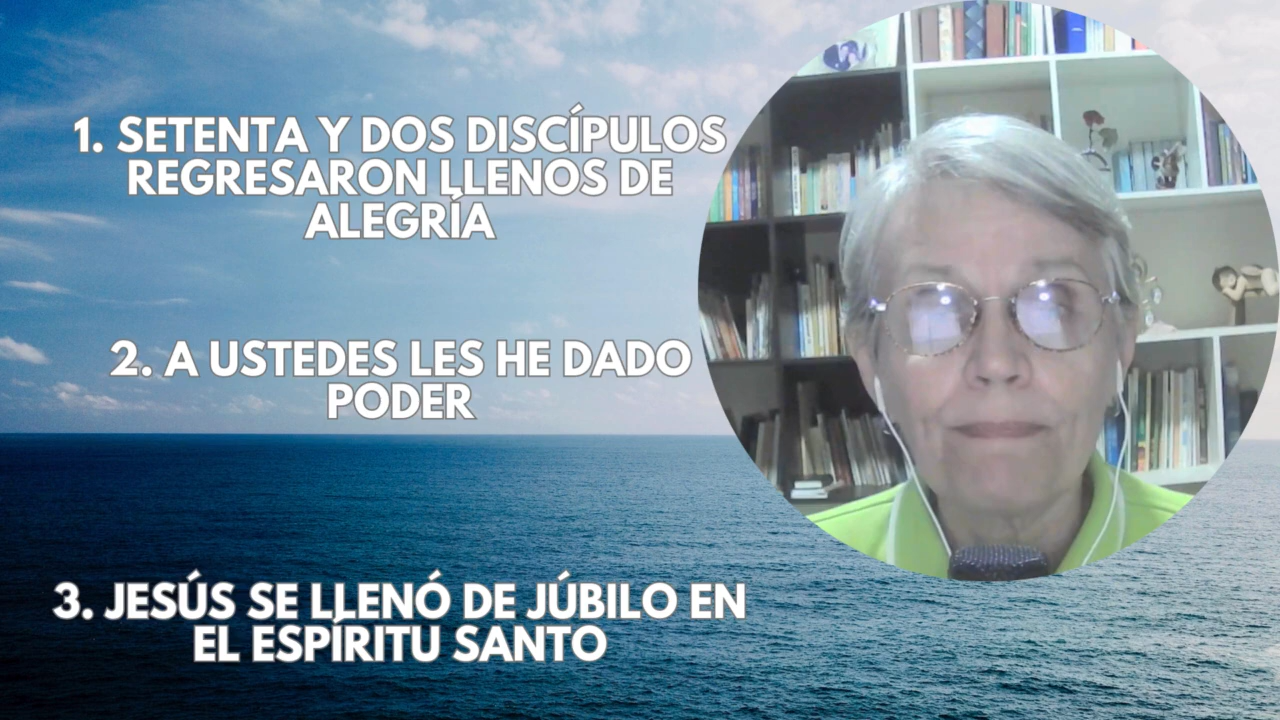 1. SETENTA Y DOS DISCÍPULOS
REGRESARON LLENOS DE
ALEGRÍA
2. A USTEDES LES HE DADO
PODER
3. JESÚS SE LLENÓ DE JÚBILO EN
EL ESPÍRITU SANTO